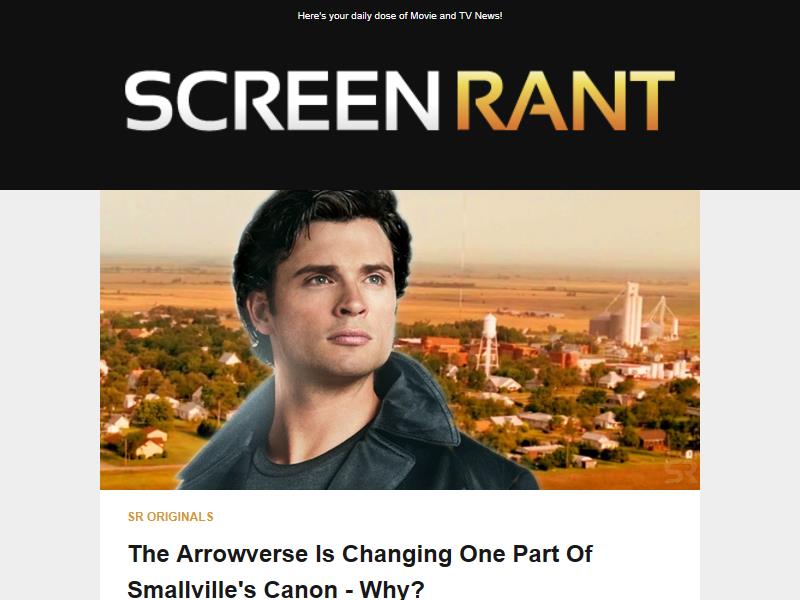 Here's your daily dose of Movie and TV News!
SCREEN RANT
SR
SR ORIGINALS
The Arrowverse Is Changing One Part Of
Smallville's Canon - Why?